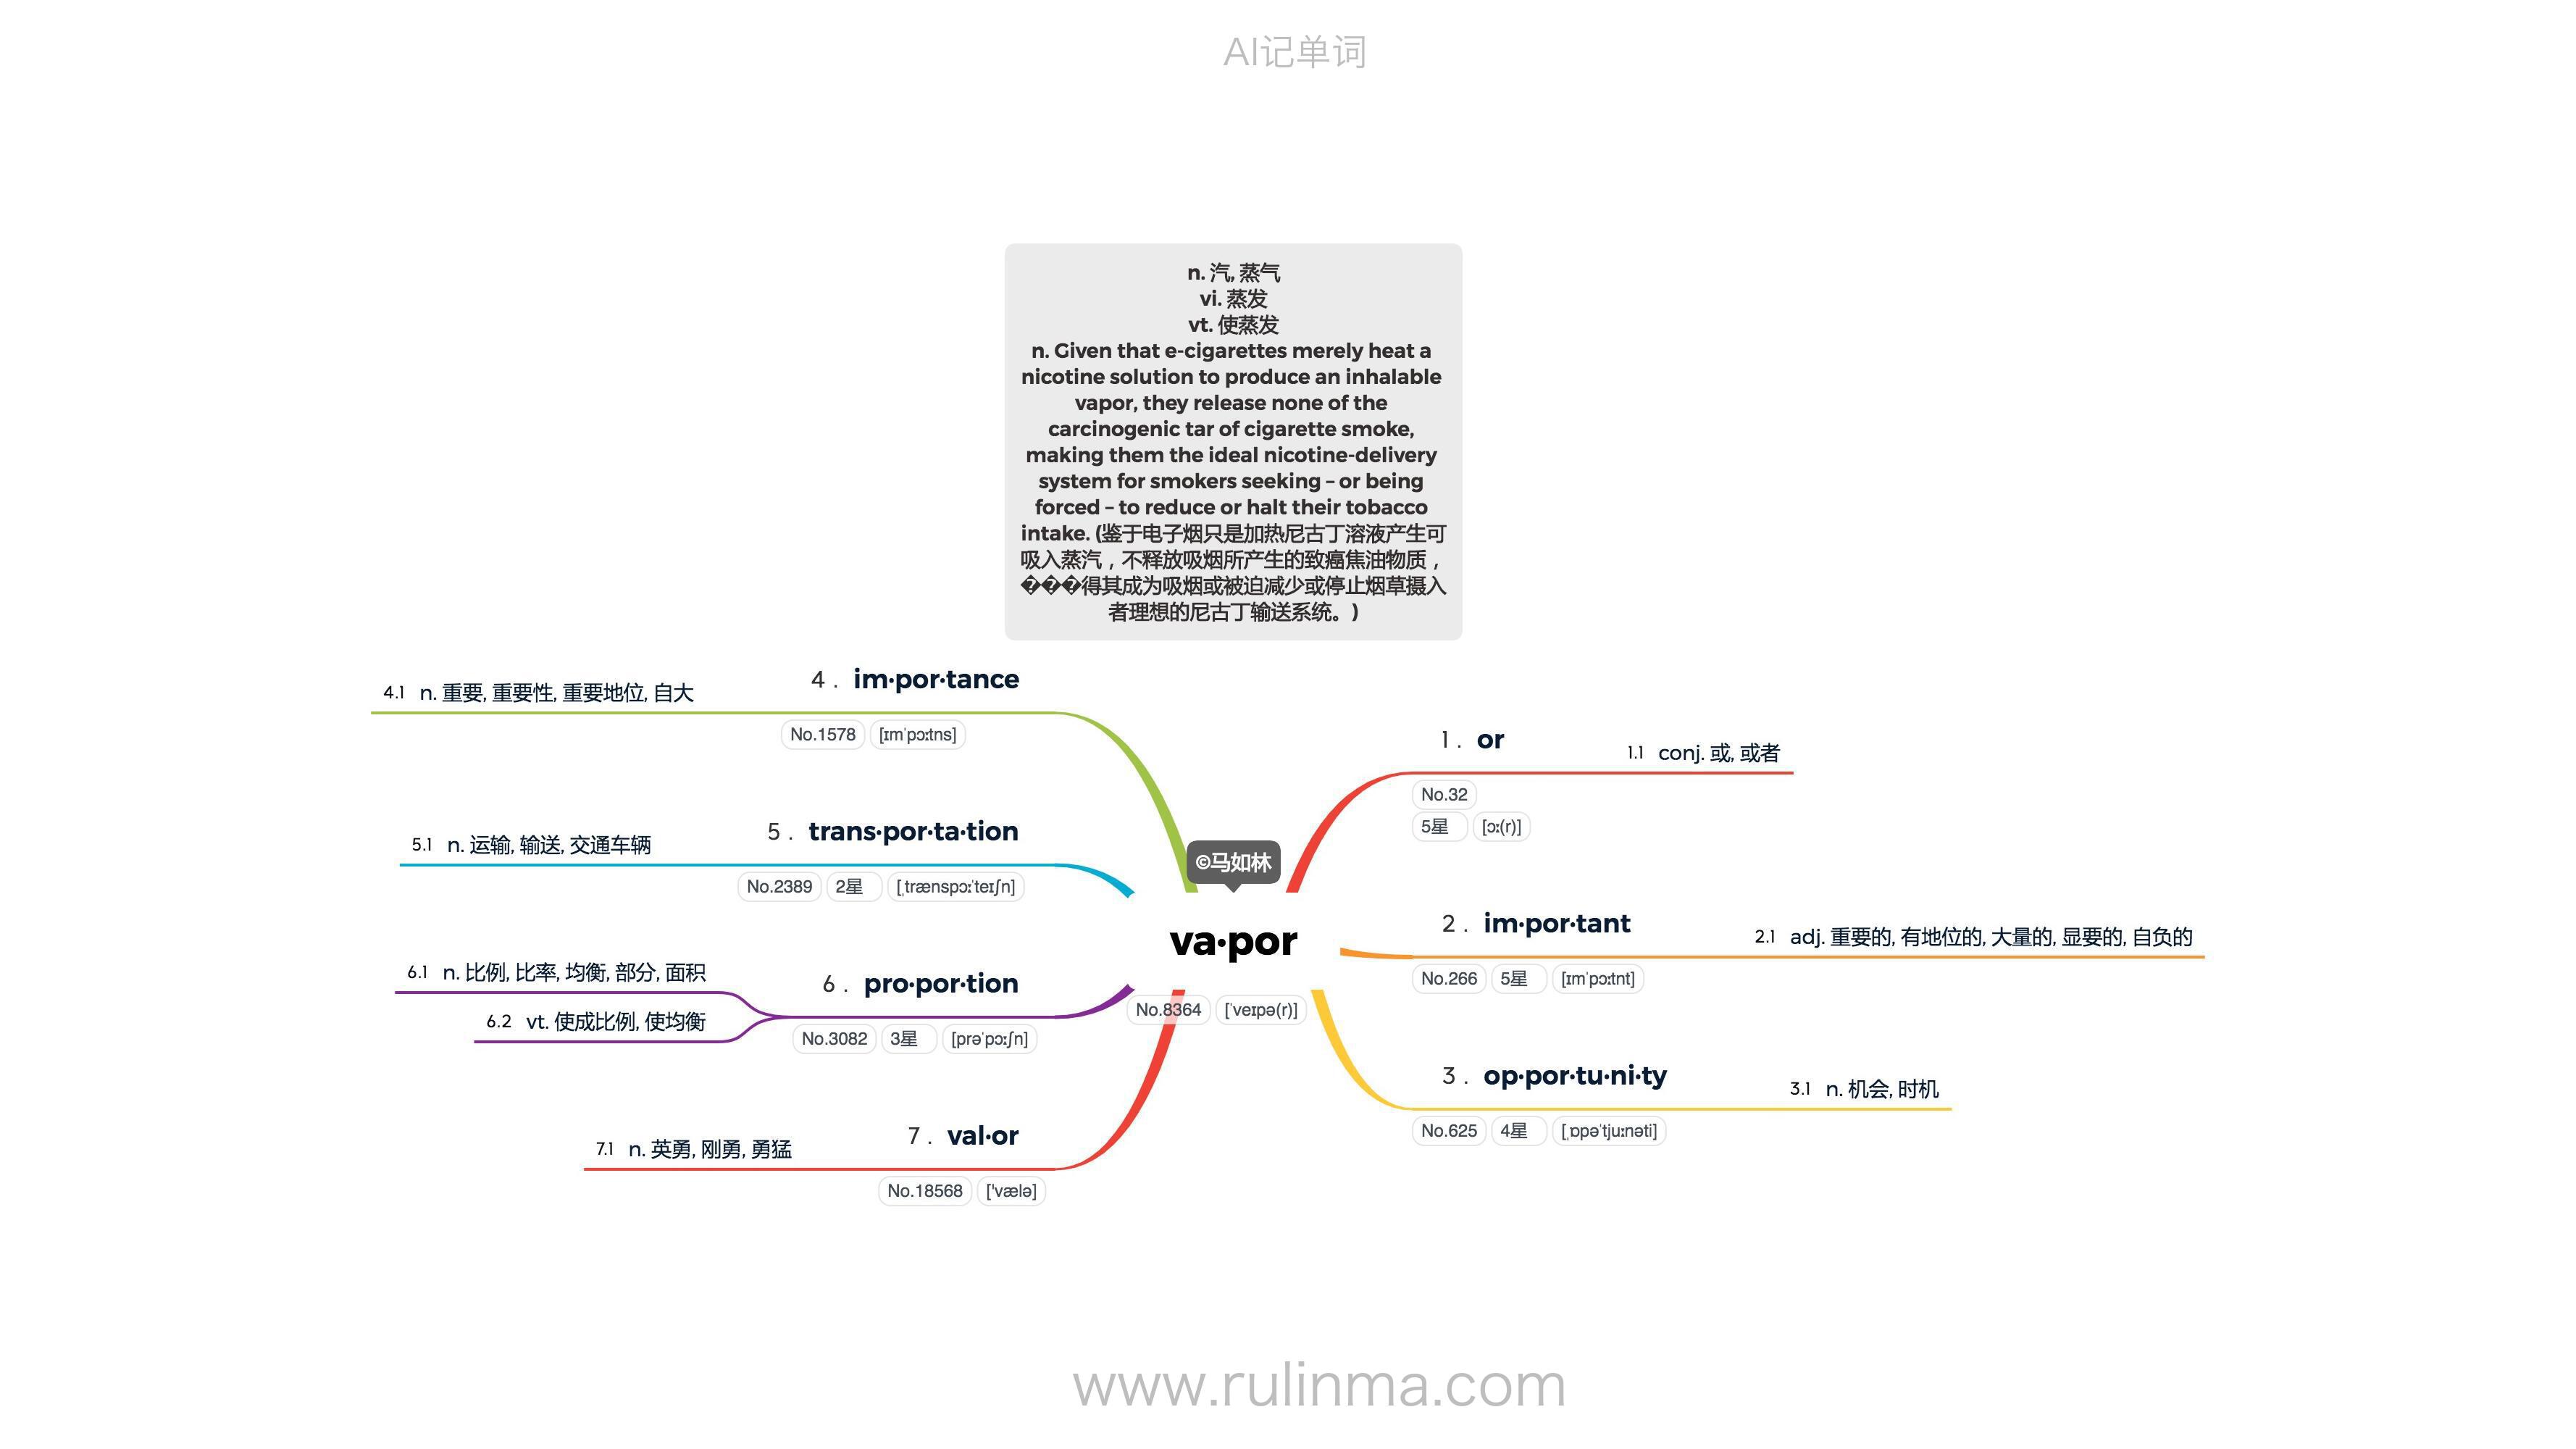 AI记单词
n. 汽, 蒸气
vi. 蒸发
vt. 使蒸发
n. Given that e-cigarettes merely heat a
nicotine solution to produce an inhalable
vapor, they release none of the
carcinogenic tar of cigarette smoke,
making them the ideal nicotine-delivery
system for smokers seeking – or being
forced – to reduce or halt their tobacco
intake. (鉴于电子烟只是加热尼古丁溶液产生可
吸入蒸汽，不释放吸烟所产生的致癌焦油物质，
���得其成为吸烟或被迫减少或停止烟草摄入
者理想的尼古丁输送系统。)
©马如林
va·por
No.8364 [ˈveɪpə(r)]
1 . or
1.1 conj. 或, 或者
No.32
5星 [ɔː(r)]
2 . im·por·tant
2.1 adj. 重要的, 有地位的, 大量的, 显要的, 自负的
No.266 5星 [ɪmˈpɔːtnt]
3 . op·por·tu·ni·ty
3.1 n. 机会, 时机
No.625 4星 [ˌɒpəˈtjuːnəti]
4 . im·por·tance
4.1 n. 重要, 重要性, 重要地位, 自大
No.1578 [ɪmˈpɔːtns]
5 . trans·por·ta·tion
5.1 n. 运输, 输送, 交通车辆
No.2389 2星 [ˌtrænspɔːˈteɪʃn]
6 . pro·por·tion
6.1 n. 比例, 比率, 均衡, 部分, 面积
6.2 vt. 使成比例, 使均衡
No.3082 3星 [prəˈpɔːʃn]
7 . val·or
7.1 n. 英勇, 刚勇, 勇猛
No.18568 ['vælə]
www.rulinma.com